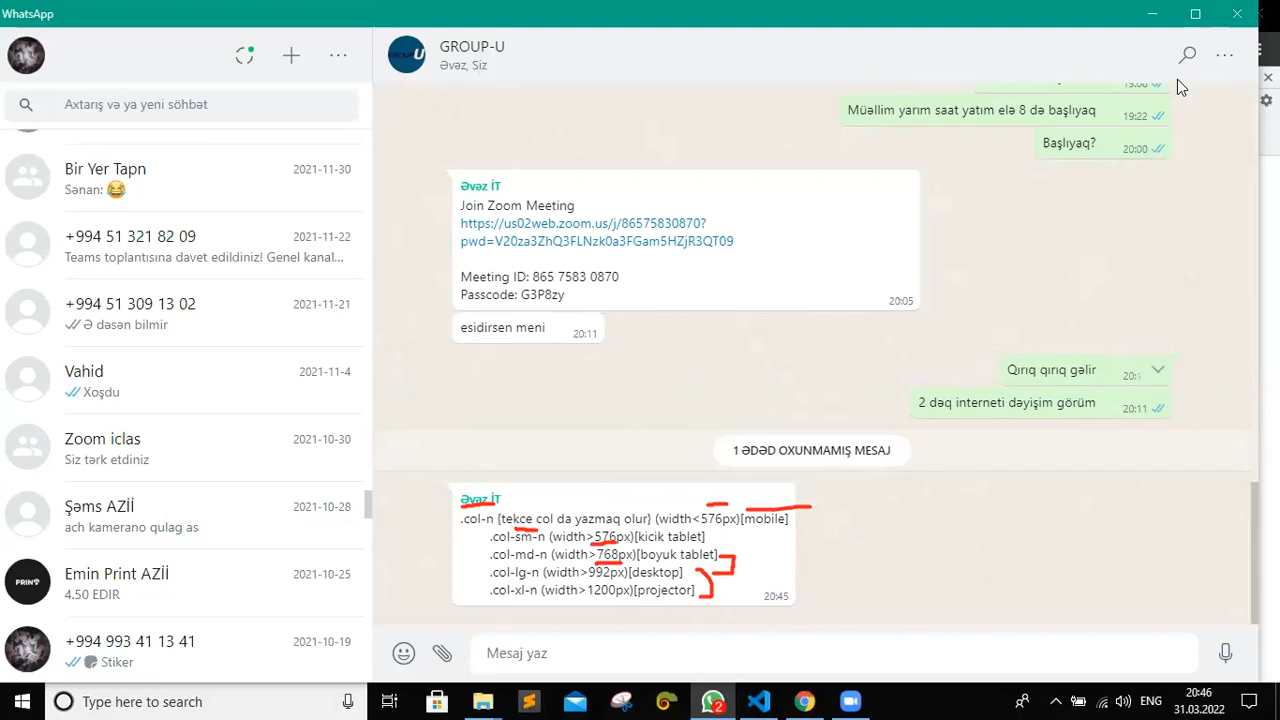 WhatsApp
Axtarış və ya yeni söhbət
Bir Yer Tapn
2021-11-30
Sənan: 😂
+994 51 321 82 09
2021-11-22
Teams toplantısına davet edildiniz! Genel kanal...
+994 51 309 13 02
2021-11-21
Ə dəsən bilmir
Vahid
2021-11-4
Xoşdu
Zoom iclas
2021-10-30
Siz tərk etdiniz
Şəms AZİİ
2021-10-28
adh kamerano qulag as
PRINT
Emin Print AZİİ
2021-10-25
4.50 EDIR
+994 993 41 13 41
2021-10-19
Stiker
GROUP-U
GROUP-U
Əvəz, Siz
Müəllim yarım saat yatım elə 8 də başlıyaq
19:22
Başlıyaq?
20:00
Əvəz İT
Join Zoom Meeting
https://us02web.zoom.us/j/86575830870?
pwd=V20za3ZhQ3FLNzk0a3FGam5HZjR3QT09
Meeting ID: 865 7583 0870
Passcode: G3P8zy
20:05
esidirsen meni
20:11
Qırıq qırıq gəlir
2 dəq interneti dəyişim görüm
20:11
1 ƏDƏD OXUNMAMIŞ MESAJ
Əvəz İT
.col-n {tekce col da yazmaq olur} (width<576px)[mobile]
.col-sm-n (width>576px)[kicik tablet]
.col-md-n (width>768px)[boyuk tablet]
.col-lg-n (width>992px)[desktop]
.col-xl-n (width>1200px)[projector]
20:45
Mesaj yaz
Type here to search
2
ENG
20:46
31.03.2022